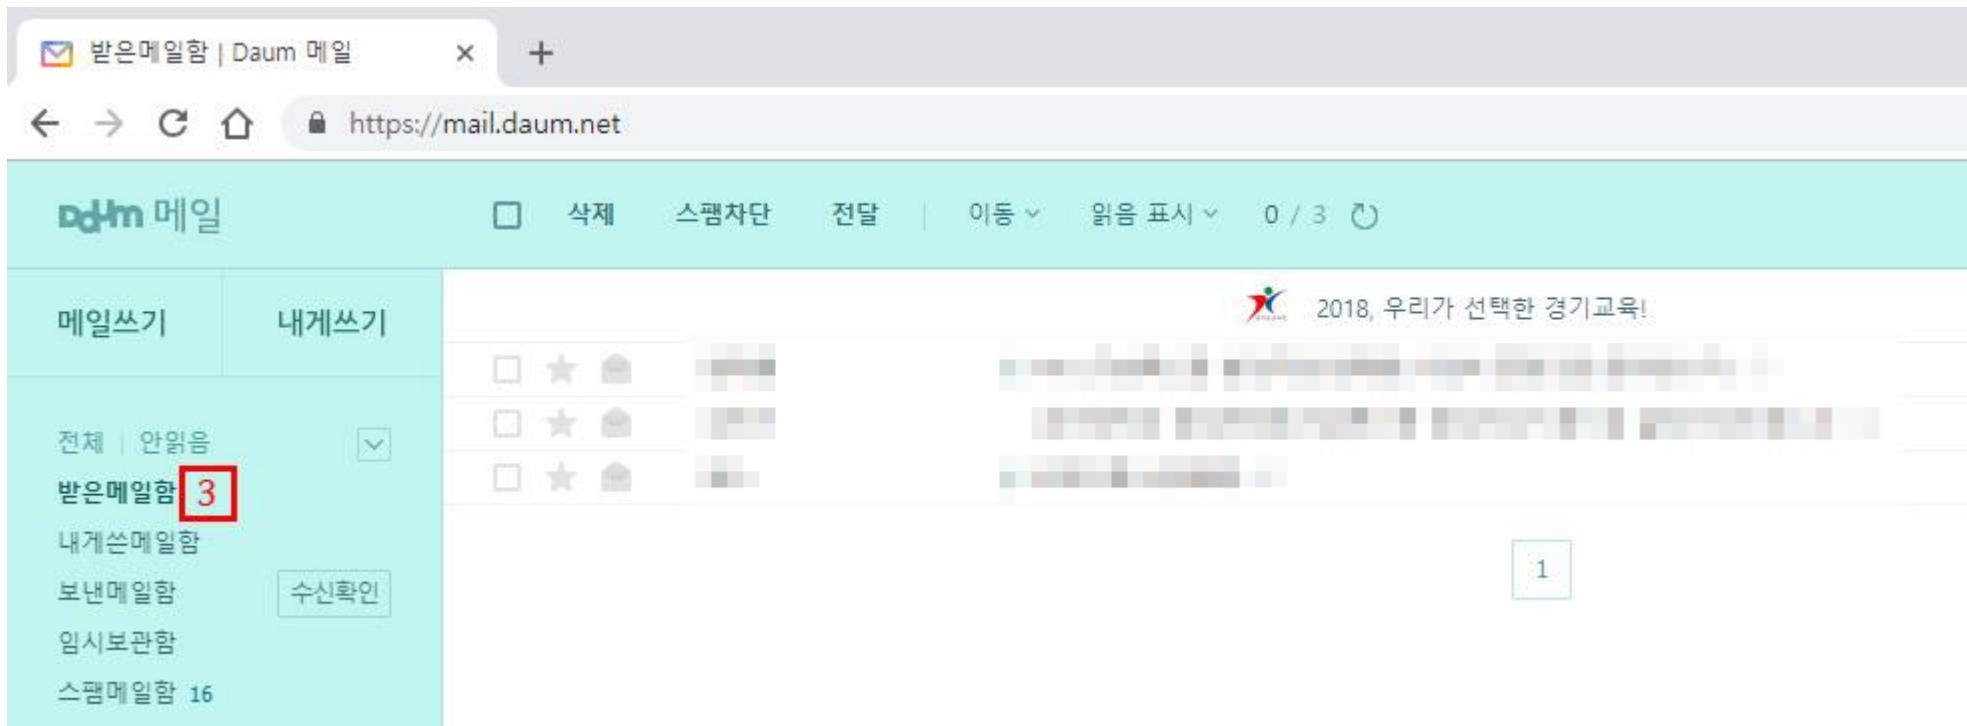 받은메일함 | Daum 메일
https://mail.daum.net
Daum 메일
삭제 스팸차단 전달 이동 읽음 표시 0 / 3
메일쓰기 내게쓰기
2018, 우리가 선택한 경기교육!
전체 안읽음
받은메일함 3
내게쓴메일함
보낸메일함 수신확인
임시보관함
스팸메일함 16
1